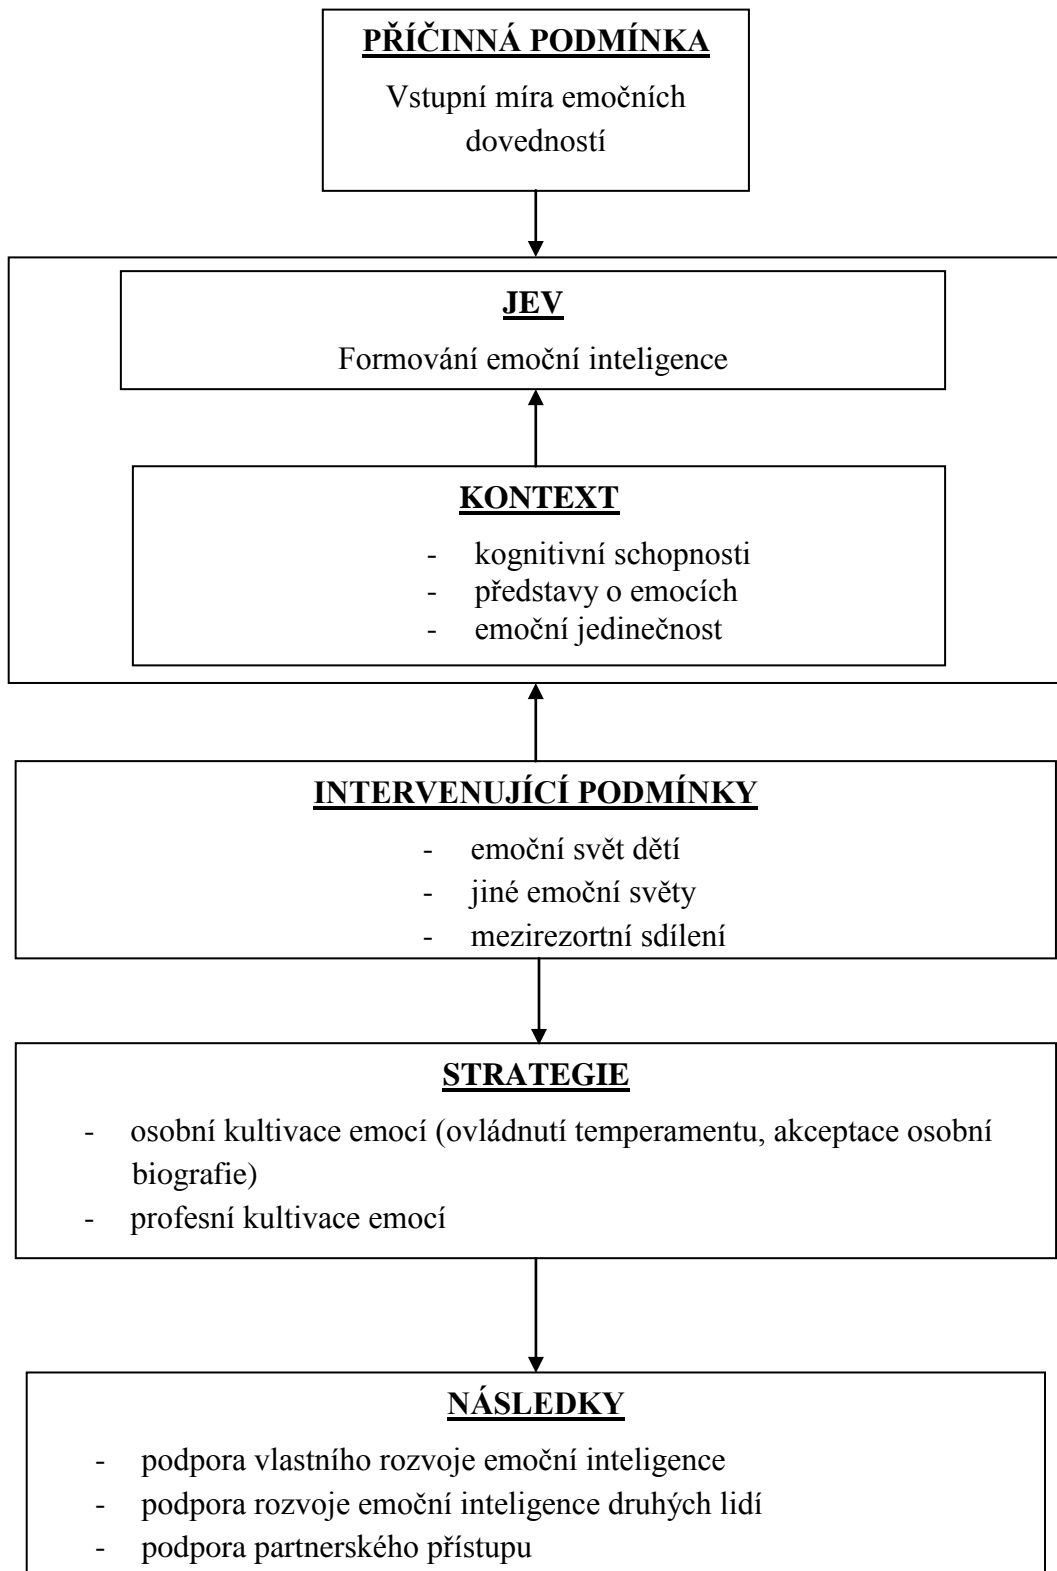 PŘÍČINNÁ PODMÍNKA
Vstupní míra emočních
dovedností
JEV
Formování emoční inteligence
KONTEXT
- kognitivní schopnosti
- představy o emocích
- emoční jedinečnost
INTERVENUJÍCÍ PODMÍNKY
- emoční svět dětí
- jiné emoční světy
- mezirezortní sdílení
STRATEGIE
- osobní kultivace emocí (ovládnutí temperamentu, akceptace osobní
biografie)
- profesní kultivace emocí
NÁSLEDKY
- podpora vlastního rozvoje emoční inteligence
- podpora rozvoje emoční inteligence druhých lidí
- podpora partnerského přístupu